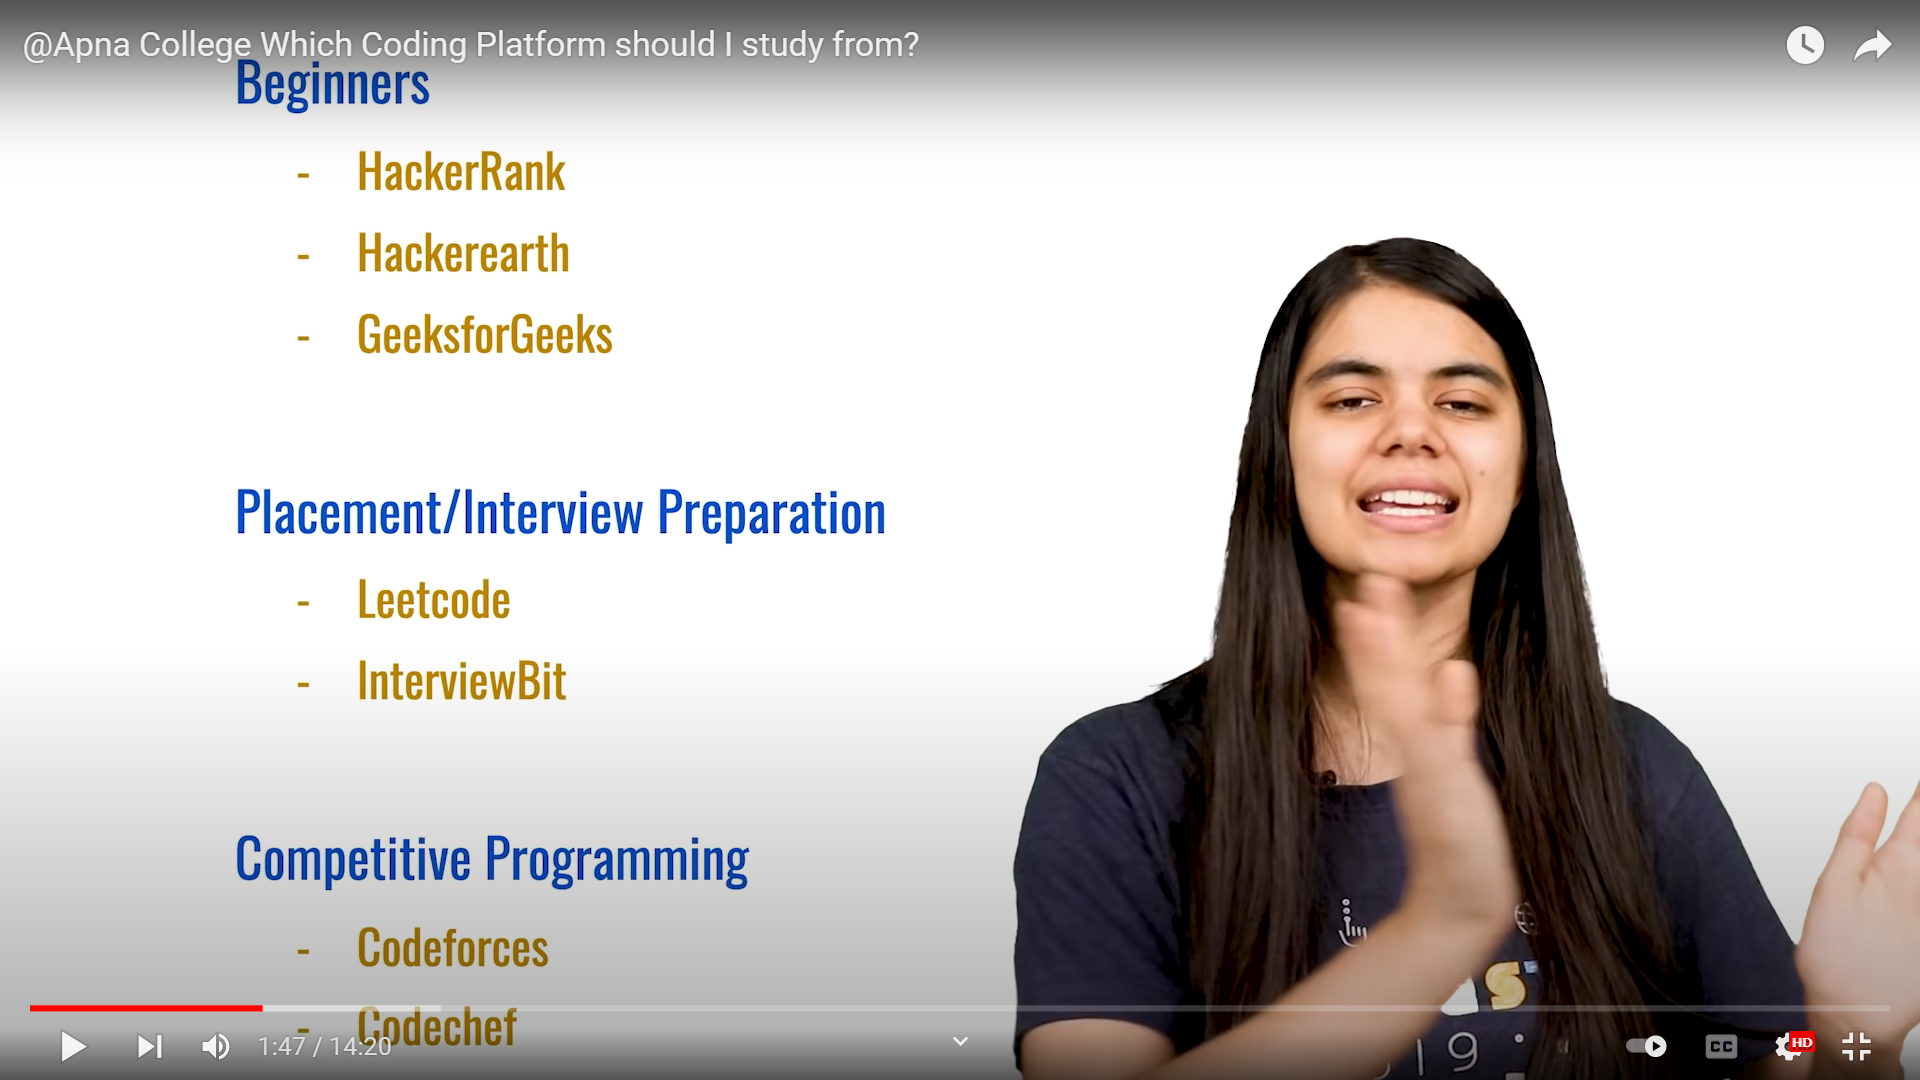 @Apna College Which Coding Platform should I study from?
Beginners
- HackerRank
- Hackerearth
- GeeksforGeeks
Placement/Interview Preparation
- Leetcode
- InterviewBit
Competitive Programming
- Codeforces
- Codechef
1:47 / 14:20
CC
HD